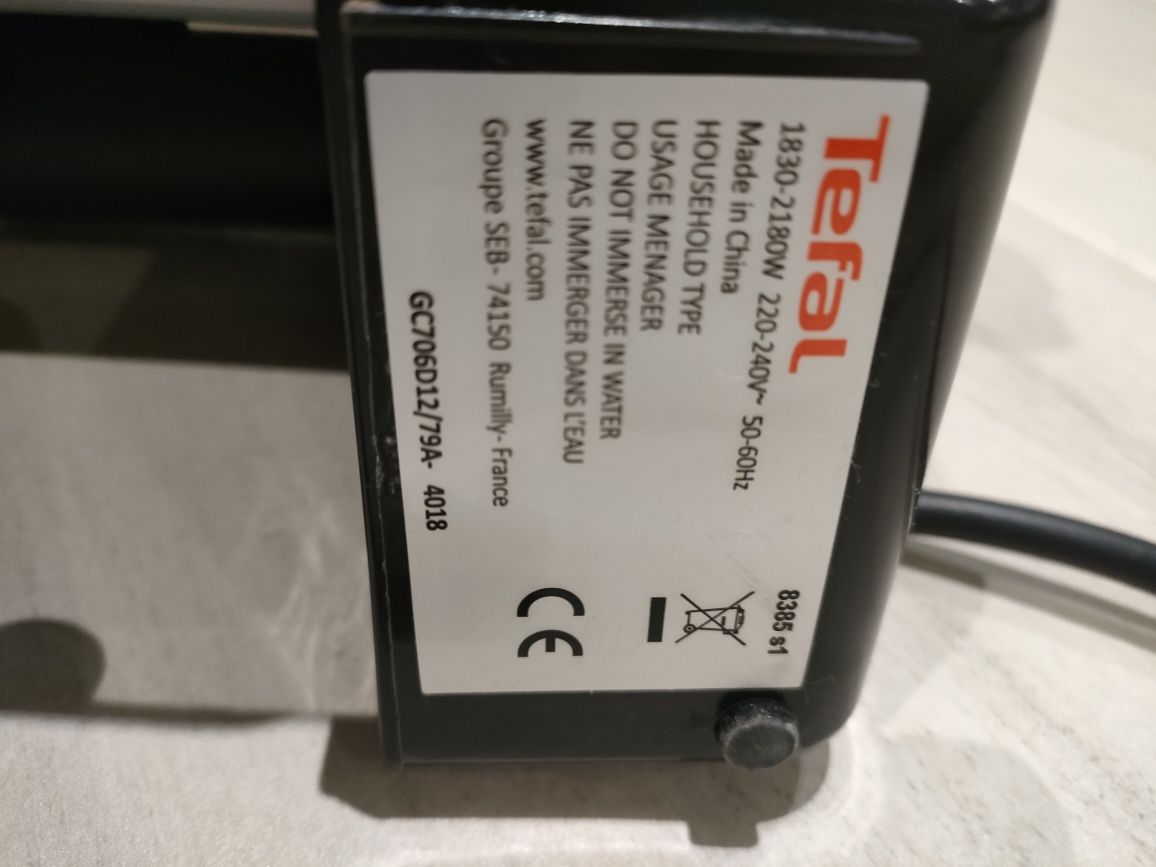 Tefal
1830-2180W 220-240V~ 50-60Hz 8385 s1
Made in China
HOUSEHOLD TYPE
USAGE MENAGER
DO NOT IMMERSE IN WATER
NE PAS IMMERGER DANS L'EAU
www.tefal.com
Groupe SEB- 74150 Rumilly- France
GC706D12/79A- 4018
CE